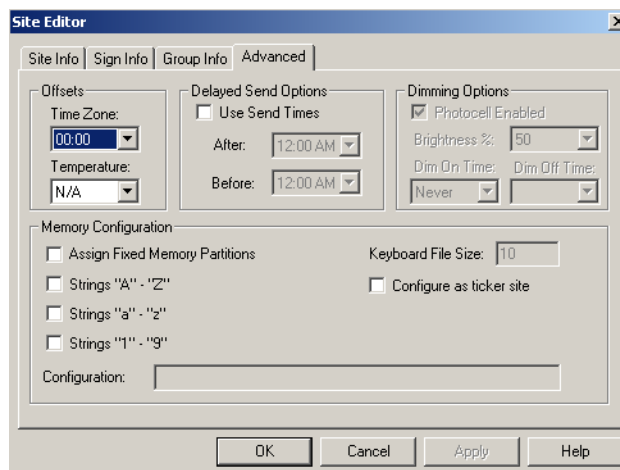 Site Editor
Site Info Sign Info Group Info Advanced
Offsets
Time Zone:
00:00
Temperature:
N/A
Delayed Send Options
Use Send Times
After: 12:00 AM
Before: 12:00 AM
Dimming Options
Photocell Enabled
Brightness %: 50
Dim On Time: Dim Off Time:
Never
Memory Configuration
Assign Fixed Memory Partitions
Strings "A" - "Z"
Strings "a" - "z"
Strings "1" - "9"
Keyboard File Size: 10
Configure as ticker site
Configuration:
OK Cancel Apply Help